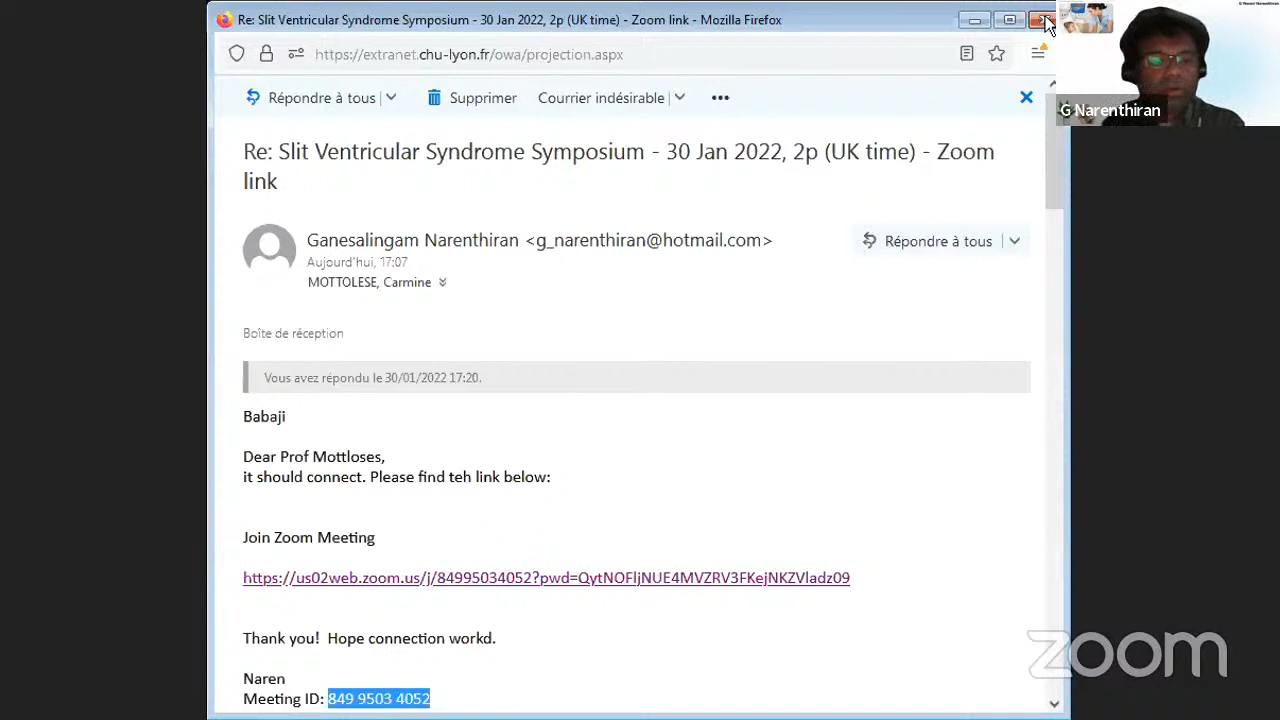 Re: Slit Ventricular Syndrome Symposium - 30 Jan 2022, 2p (UK time) - Zoom link - Mozilla Firefox
https://extranet.chu-lyon.fr/owa/projection.aspx
Répondre à tous
Supprimer
Courrier indésirable
G Narenthiran
Re: Slit Ventricular Syndrome Symposium - 30 Jan 2022, 2p (UK time) - Zoom
link
Ganesalingam Narenthiran <g_narenthiran@hotmail.com>
Répondre à tous
Aujourd'hui, 17:07
MOTTOLESE, Carmine
Boîte de réception
Vous avez répondu le 30/01/2022 17:20.
Babaji
Dear Prof Mottloses,
it should connect. Please find teh link below:
Join Zoom Meeting
https://us02web.zoom.us/j/84995034052?pwd=QytNOFljNUE4MVZRV3FKejNKZVladz09
Thank you!  Hope connection workd.
Naren
Meeting ID: 849 9503 4052
zoom